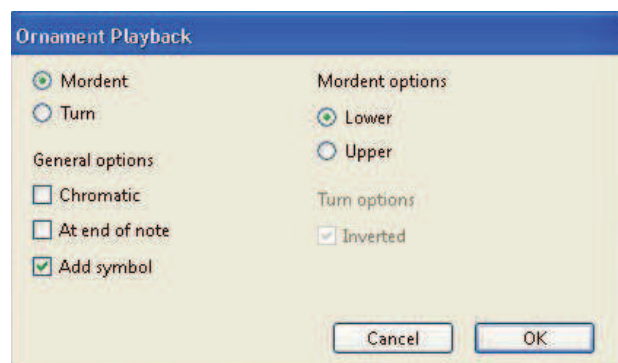 Ornament Playback
Mordent
Turn
General options
Chromatic
At end of note
Add symbol
Mordent options
Lower
Upper
Turn options
Inverted
Cancel
OK